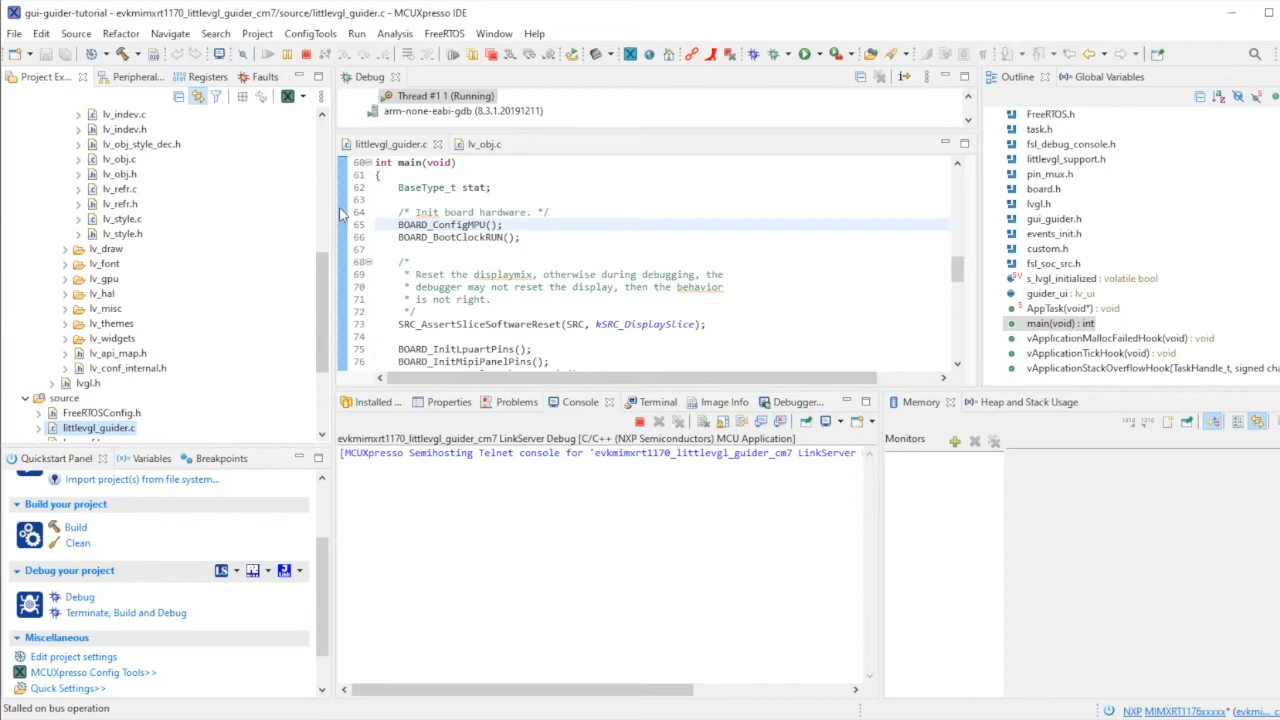 gui-guider-tutorial - evkmimxrt1170_littlevgl_guider_cm7/source/littlevgl_guider.c - MCUXpresso IDE
File Edit Source Refactor Navigate Search Project ConfigTools Run Analysis FreeRTOS Window Help
Project Ex... Peripheral... Registers Faults
lv_indev.c
lv_indev.h
lv_obj_style_dec.h
lv_obj.c
lv_obj.h
lv_refr.c
lv_refr.h
lv_style.c
lv_style.h
lv_draw
lv_font
lv_gpu
lv_hal
lv_misc
lv_themes
lv_widgets
lv_api_map.h
lv_conf_internal.h
lvgl.h
source
FreeRTOSConfig.h
littlevgl_guider.c
Quickstart Panel (x)= Variables Breakpoints
Import project(s) from file system...
Build your project
Build
Clean
Debug your project
LS
Debug
Terminate, Build and Debug
Miscellaneous
Edit project settings
MCUXpresso Config Tools>>
Quick Settings>>
Stalled on bus operation
Debug
Thread #1 1 (Running)
arm-none-eabi-gdb (8.3.1.20191211)
littlevgl_guider.c lv_obj.c
60 int main(void)
61 {
62 BaseType_t stat;
63
64 /* Init board hardware. */
65 BOARD_ConfigMPU();
66 BOARD_BootClockRUN();
67
68 /*
69 * Reset the displaymix, otherwise during debugging, the
70 * debugger may not reset the display, then the behavior
71 * is not right.
72 */
73 SRC_AssertSliceSoftwareReset(SRC, kSRC_DisplaySlice);
74
75 BOARD_InitLpuartPins();
76 BOARD_InitMipiPanelPins();
Installed ... Properties Problems Console Terminal Image Info Debugger...
evkmimxrt1170_littlevgl_guider_cm7 LinkServer Debug [C/C++ (NXP Semiconductors) MCU Application]
[MCUXpresso Semihosting Telnet console for 'evkmimxrt1170_littlevgl_guider_cm7 LinkServer
Outline Global Variables
FreeRTOS.h
task.h
fsl_debug_console.h
littlevgl_support.h
pin_mux.h
board.h
lvgl.h
gui_guider.h
events_init.h
custom.h
fsl_soc_src.h
s_lvgl_initialized : volatile bool
guider_ui : lv_ui
AppTask(void*) : void
main(void) : int
vApplicationMallocFailedHook(void) : void
vApplicationTickHook(void) : void
vApplicationStackOverflowHook(TaskHandle_t, signed cha
Memory Heap and Stack Usage
Monitors
NXP MIMXRT1176xxxxx* (evkmi...c